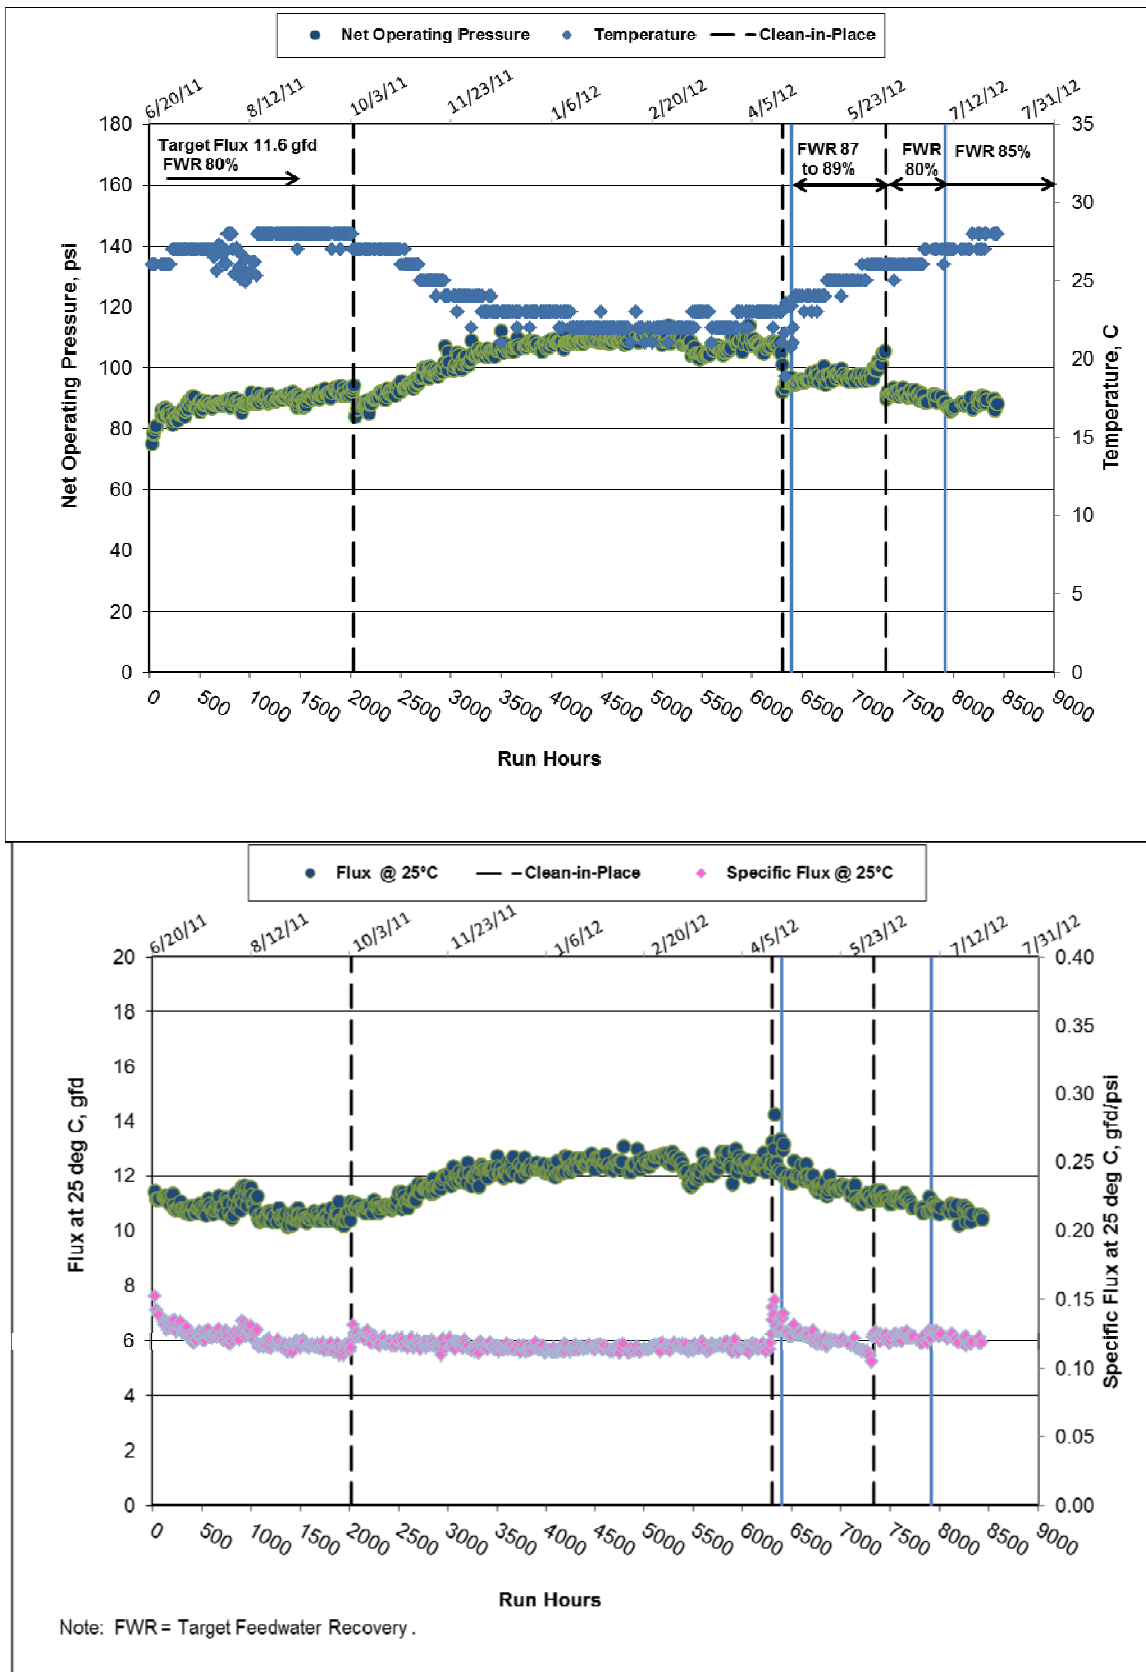 Net Operating Pressure Temperature Clean-in-Place
6/20/11 8/12/11 10/3/11 11/23/11 1/6/12 2/20/12 4/5/12 5/23/12 7/12/12 7/31/12
Target Flux 11.6 gfd
FWR 80%
FWR 87
to 89%
FWR
80%
FWR 85%
180
160
140
120
100
80
60
40
20
0
Net Operating Pressure, psi
35
30
25
20
15
10
5
0
Temperature, C
0 500 1000 1500 2000 2500 3000 3500 4000 4500 5000 5500 6000 6500 7000 7500 8000 8500 9000
Run Hours
Flux @ 25°C Clean-in-Place Specific Flux @ 25°C
6/20/11 8/12/11 10/3/11 11/23/11 1/6/12 2/20/12 4/5/12 5/23/12 7/12/12 7/31/12
20
18
16
14
12
10
8
6
4
2
0
Flux at 25 deg C, gfd
0.40
0.35
0.30
0.25
0.20
0.15
0.10
0.05
0.00
Specific Flux at 25 deg C, gfd/psi
0 500 1000 1500 2000 2500 3000 3500 4000 4500 5000 5500 6000 6500 7000 7500 8000 8500 9000
Run Hours
Note: FWR = Target Feedwater Recovery .